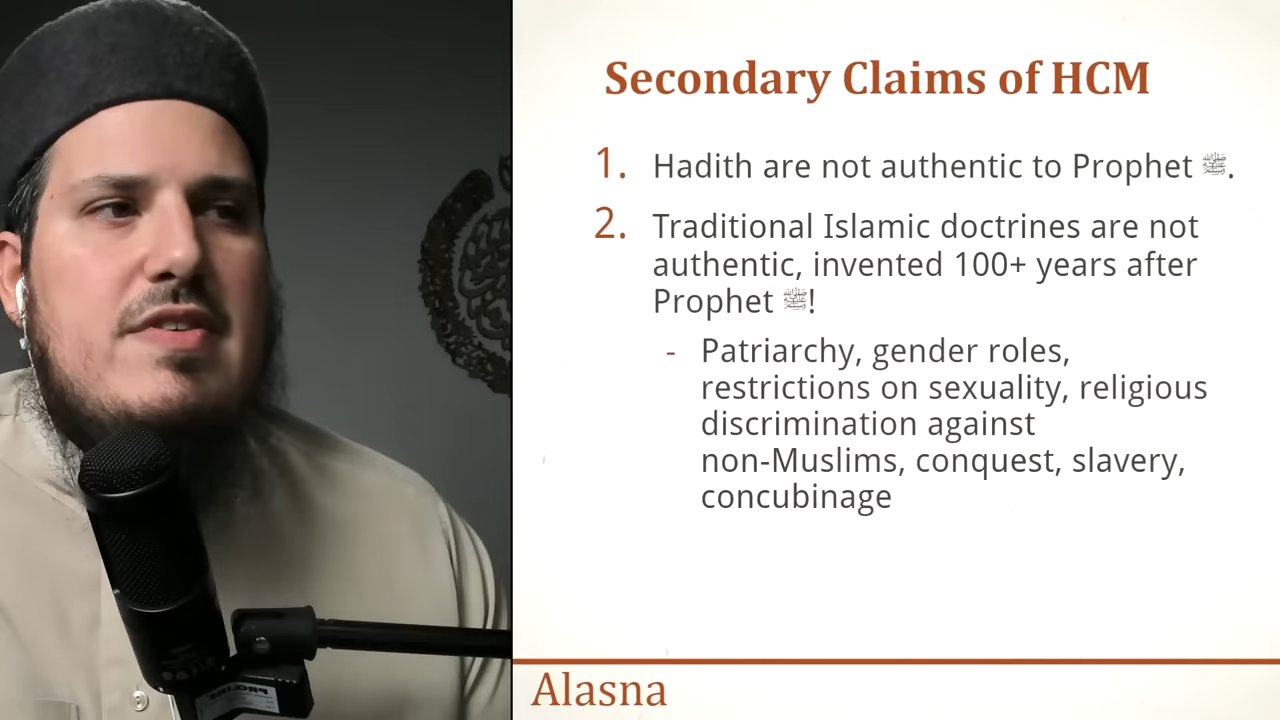 Secondary Claims of HCM
1. Hadith are not authentic to Prophet ﷺ.
2. Traditional Islamic doctrines are not
authentic, invented 100+ years after
Prophet ﷺ!
- Patriarchy, gender roles,
restrictions on sexuality, religious
discrimination against
non-Muslims, conquest, slavery,
concubinage
Alasna